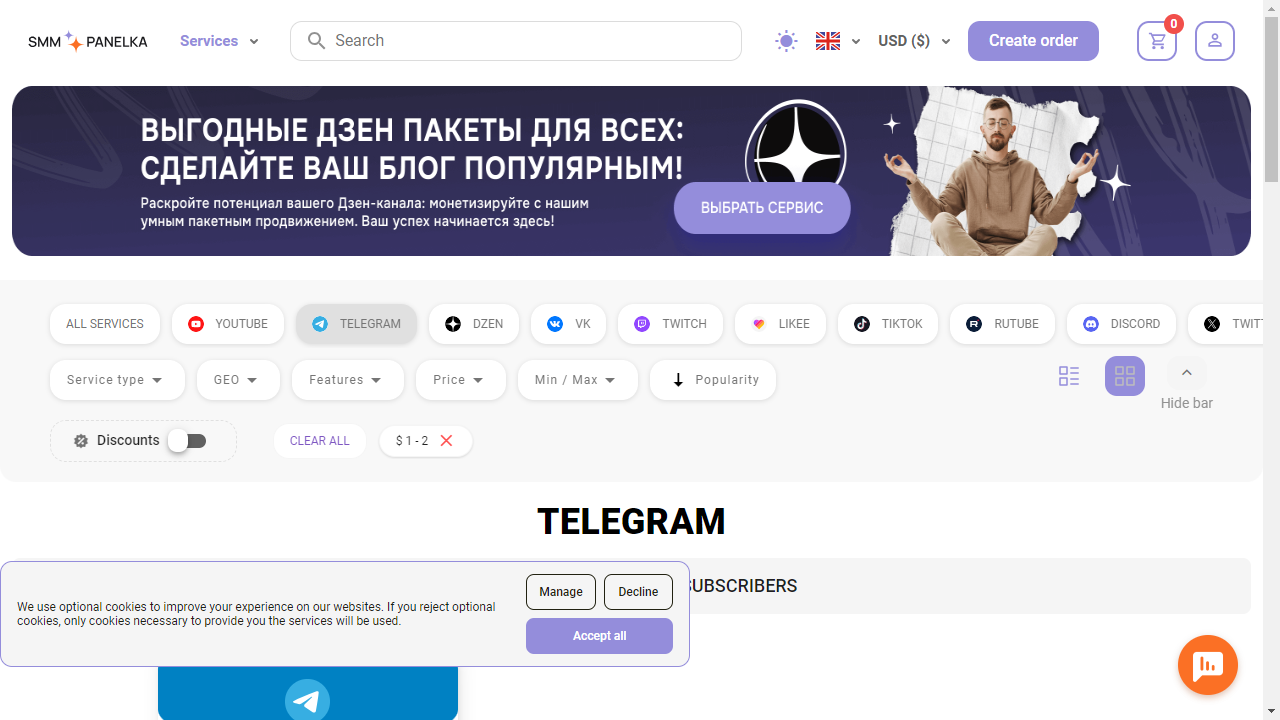 SMM PANELKA
Services
Search
USD ($)
Create order
0
ВЫГОДНЫЕ ДЗЕН ПАКЕТЫ ДЛЯ ВСЕХ:
СДЕЛАЙТЕ ВАШ БЛОГ ПОПУЛЯРНЫМ!
Раскройте потенциал вашего Дзен-канала: монетизируйте с нашим
умным пакетным продвижением. Ваш успех начинается здесь!
ВЫБРАТЬ СЕРВИС
ALL SERVICES
YOUTUBE
TELEGRAM
DZEN
VK
TWITCH
LIKEE
TIKTOK
RUTUBE
DISCORD
TWITT
Service type
GEO
Features
Price
Min / Max
Popularity
Hide bar
Discounts
CLEAR ALL
$ 1 - 2
TELEGRAM
SUBSCRIBERS
We use optional cookies to improve your experience on our websites. If you reject optional
cookies, only cookies necessary to provide you the services will be used.
Manage
Decline
Accept all